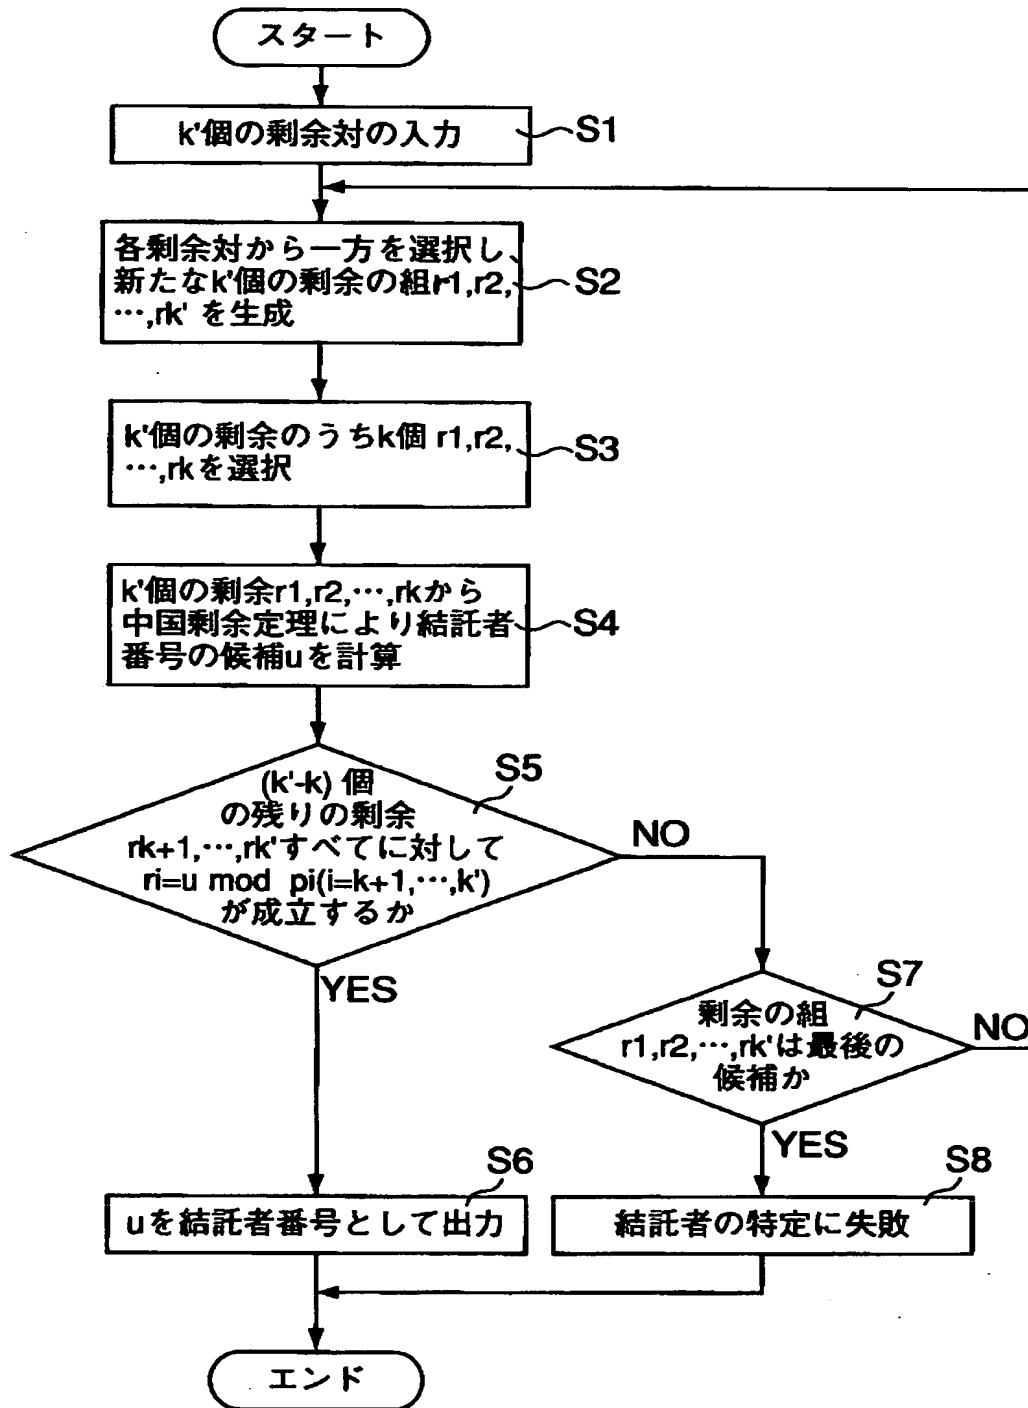 スタート
k'個の剰余対の入力
S1
各剰余対から一方を選択し、
新たなk'個の剰余の組r1,r2,
…,rk' を生成
S2
k'個の剰余のうちk個 r1,r2,
…,rkを選択
S3
k'個の剰余r1,r2,…,rkから
中国剰余定理により結託者
番号の候補uを計算
S4
(k'-k) 個
の残りの剰余
rk+1,…,rk'すべてに対して
ri=u mod pi(i=k+1,…,k')
が成立するか
S5
NO
YES
剰余の組
r1,r2,…,rk'は最後の
候補か
S7
NO
YES
uを結託者番号として出力
S6
結託者の特定に失敗
S8
エンド